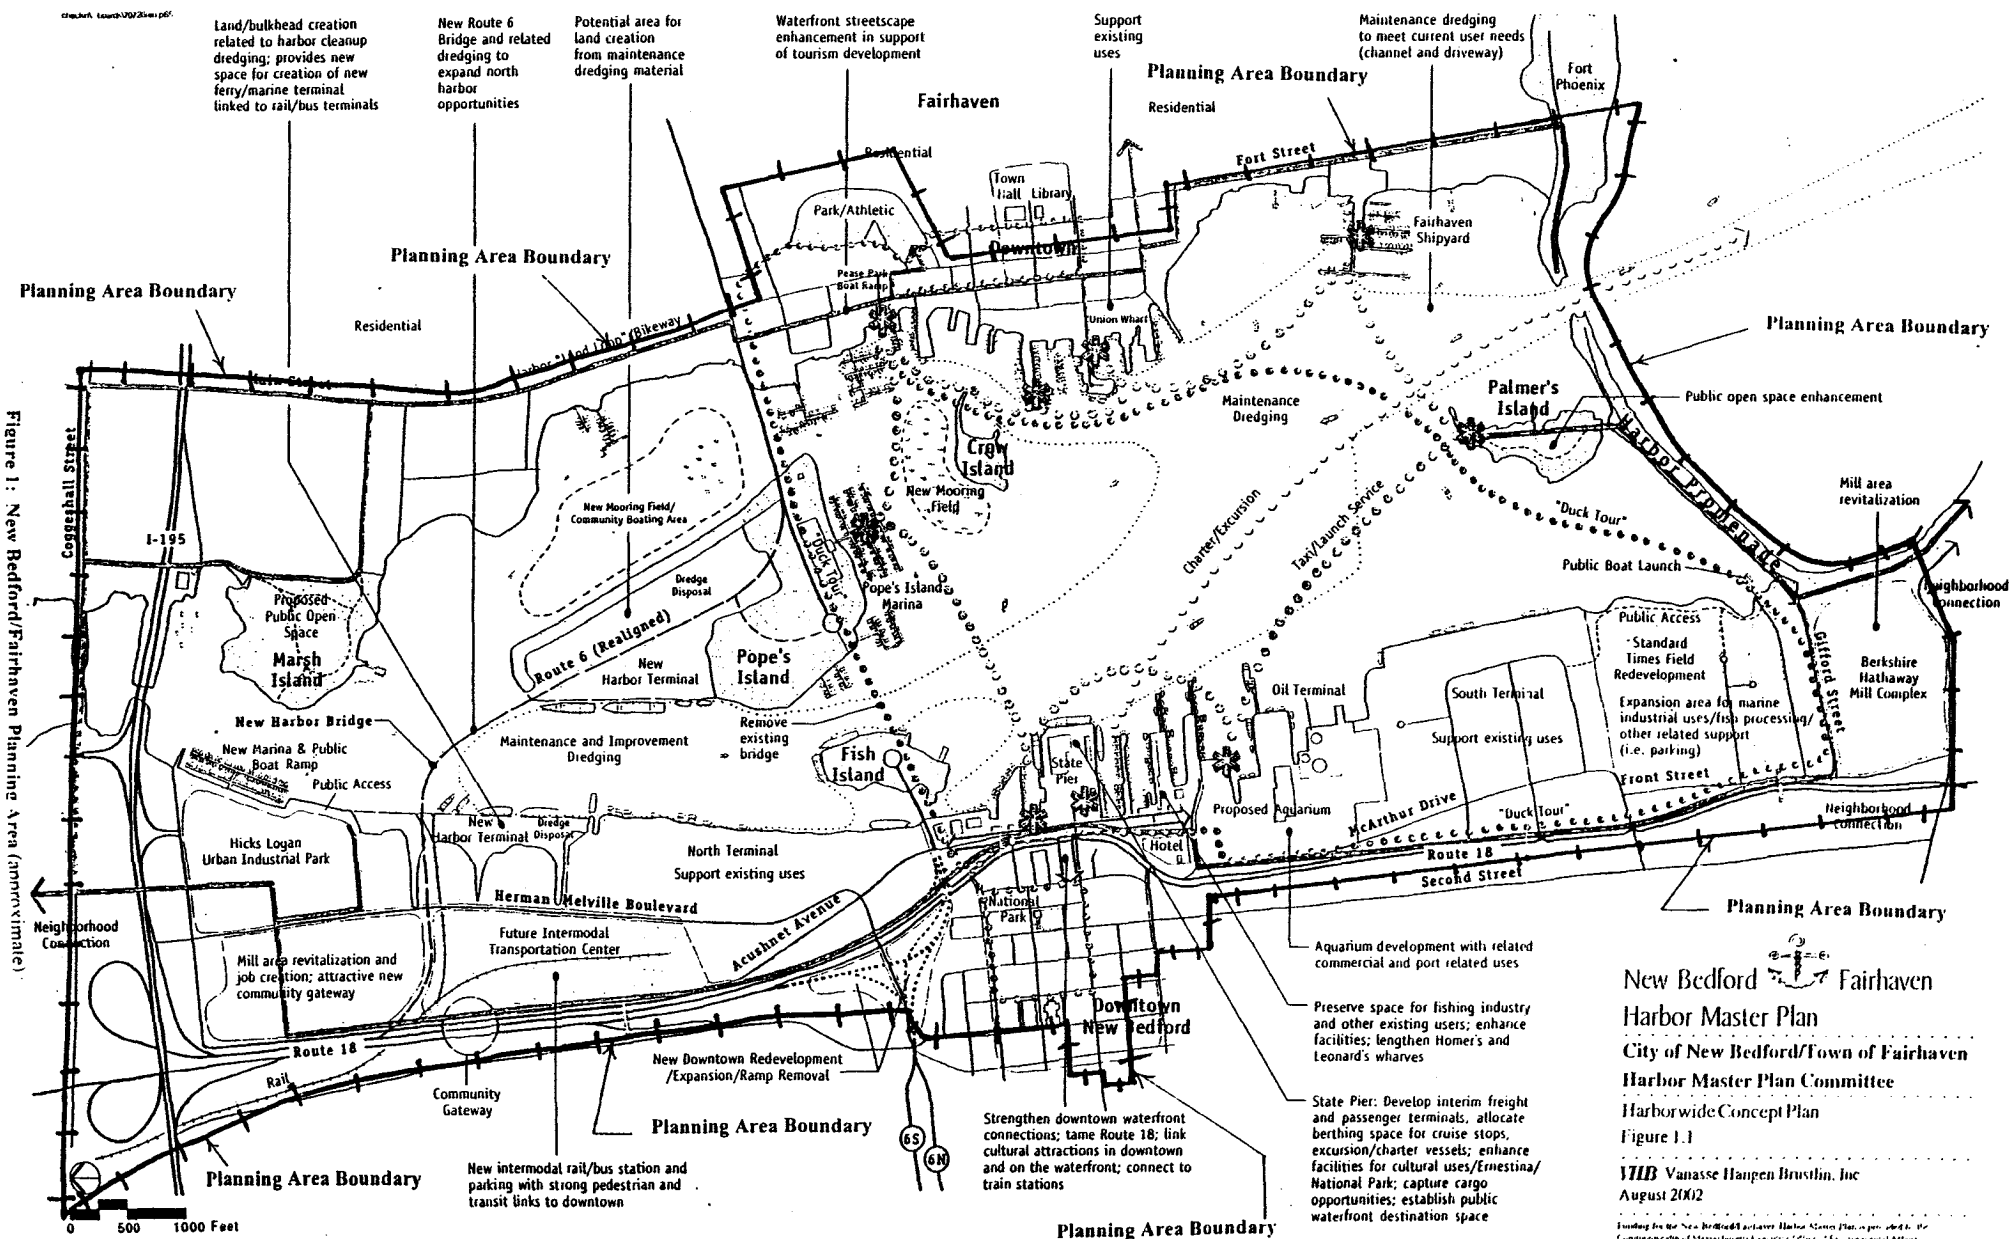 Land/bulkhead creation
related to harbor cleanup
dredging; provides new
space for creation of new
ferry/marine terminal
linked to rail/bus terminals
New Route 6
Bridge and related
dredging to
expand north
harbor
opportunities
Potential area for
land creation
from maintenance
dredging material
Waterfront streetscape
enhancement in support
of tourism development
Support
existing
uses
Maintenance dredging
to meet current user needs
(channel and driveway)
Planning Area Boundary
Fort
Phoenix
Fairhaven
Residential
Residential
Fort Street
Town
Hall Library
Park/Athletic
Downtown
Fairhaven
Shipyard
Planning Area Boundary
Pease Park
Boat Ramp
Planning Area Boundary
Residential
Harbor "Land Loop" (Bikeway
Union Wharf
Planning Area Boundary
Main Street
Palmer's
Island
Public open space enhancement
Maintenance
Dredging
Harbor Promenade
Crow
Island
New Mooring
Field
Mill area
revitalization
New Mooring Field/
Community Boating Area
Coggeshall Street
I-195
Charter/Excursion
Taxi/Launch Service
"Duck Tour"
"Duck Tour"
Public Boat Launch
Dredge
Disposal
Pope's Island
Marina
Neighborhood
Connection
Proposed
Public Open
Space
Marsh
Island
Route 6 (Realigned)
New
Harbor Terminal
Pope's
Island
Public Access
Standard
Times Field
Redevelopment
Gifford Street
Berkshire
Hathaway
Mill Complex
Oil Terminal
South Terminal
Expansion area for marine
industrial uses/fish processing/
other related support
(i.e. parking)
New Harbor Bridge
Remove
existing
bridge
Support existing uses
New Marina & Public
Boat Ramp
Maintenance and Improvement
Dredging
Fish
Island
State
Pier
Public Access
Front Street
Proposed Aquarium
McArthur Drive
"Duck Tour"
Neighborhood
Connection
New
Harbor Terminal
Dredge
Disposal
Hicks Logan
Urban Industrial Park
North Terminal
Support existing uses
Hotel
Route 18
Second Street
Herman Melville Boulevard
Acushnet Avenue
National
Park
Planning Area Boundary
Neighborhood
Connection
Future Intermodal
Transportation Center
Mill area revitalization and
job creation; attractive new
community gateway
Aquarium development with related
commercial and port related uses
Downtown
New Bedford
Preserve space for fishing industry
and other existing users; enhance
facilities; lengthen Homer's and
Leonard's wharves
Route 18
Rail
New Downtown Redevelopment
/Expansion/Ramp Removal
Community
Gateway
Planning Area Boundary
6S
6N
Strengthen downtown waterfront
connections; tame Route 18; link
cultural attractions in downtown
and on the waterfront; connect to
train stations
State Pier: Develop interim freight
and passenger terminals, allocate
berthing space for cruise stops,
excursion/charter vessels; enhance
facilities for cultural uses/Ernestina/
National Park; capture cargo
opportunities; establish public
waterfront destination space
Planning Area Boundary
New intermodal rail/bus station and
parking with strong pedestrian and
transit links to downtown
0 500 1000 Feet
Planning Area Boundary
New Bedford Fairhaven
Harbor Master Plan
City of New Bedford/Town of Fairhaven
Harbor Master Plan Committee
Harborwide Concept Plan
Figure 1.1
VHB Vanasse Hangen Brustlin, Inc
August 2002
Figure 1: New Bedford/Fairhaven Planning Area (approximate)